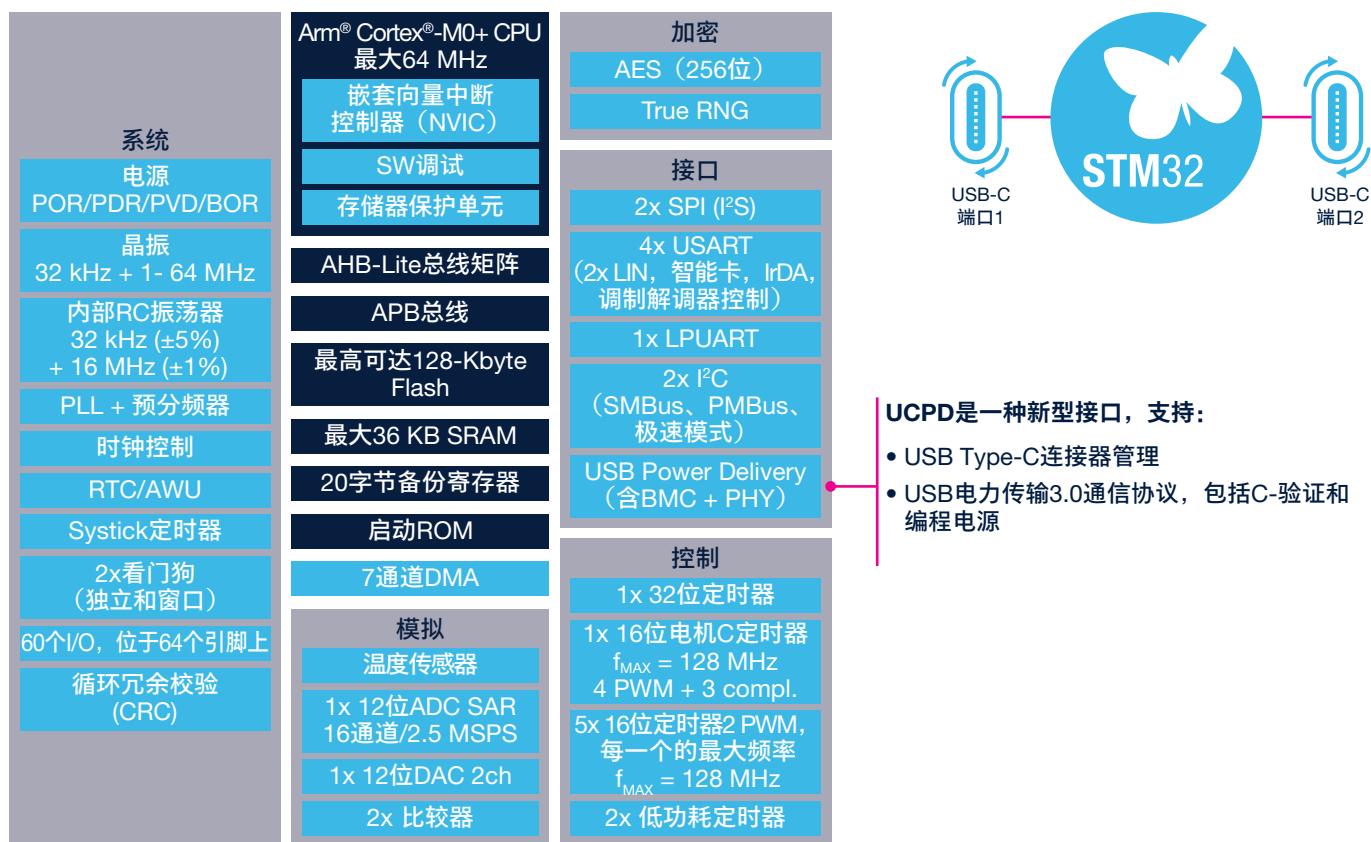 系统
电源
POR/PDR/PVD/BOR
晶振
32 kHz + 1- 64 MHz
内部RC振荡器
32 kHz (±5%)
+ 16 MHz (±1%)
PLL + 预分频器
时钟控制
RTC/AWU
Systick定时器
2x看门狗
（独立和窗口）
60个I/O，位于64个引脚上
循环冗余校验
(CRC)
Arm® Cortex®-M0+ CPU
最大64 MHz
嵌套向量中断
控制器（NVIC）
SW调试
存储器保护单元
AHB-Lite总线矩阵
APB总线
最高可达128-Kbyte
Flash
最大36 KB SRAM
20字节备份寄存器
启动ROM
7通道DMA
模拟
温度传感器
1x 12位ADC SAR
16通道/2.5 MSPS
1x 12位DAC 2ch
2x 比较器
加密
AES（256位）
True RNG
接口
2x SPI (I²S)
4x USART
（2x LIN，智能卡，IrDA，
调制解调器控制）
1x LPUART
2x I²C
（SMBus、PMBus、
极速模式）
USB Power Delivery
（含BMC + PHY）
控制
1x 32位定时器
1x 16位电机C定时器
fMAX = 128 MHz
4 PWM + 3 compl.
5x 16位定时器2 PWM，
每一个的最大频率
fMAX = 128 MHz
2x 低功耗定时器
STM32
USB-C
端口1
USB-C
端口2
UCPD是一种新型接口，支持：
• USB Type-C连接器管理
• USB电力传输3.0通信协议，包括C-验证和
编程电源